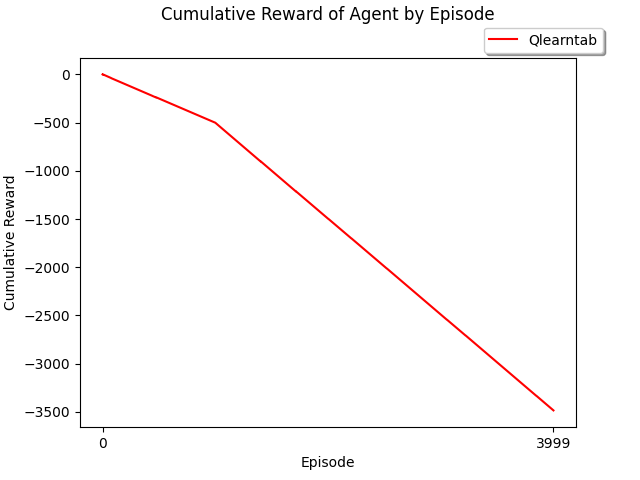 Cumulative Reward of Agent by Episode
Qlearntab
0
−500
−1000
−1500
−2000
−2500
−3000
−3500
Cumulative Reward
0
3999
Episode